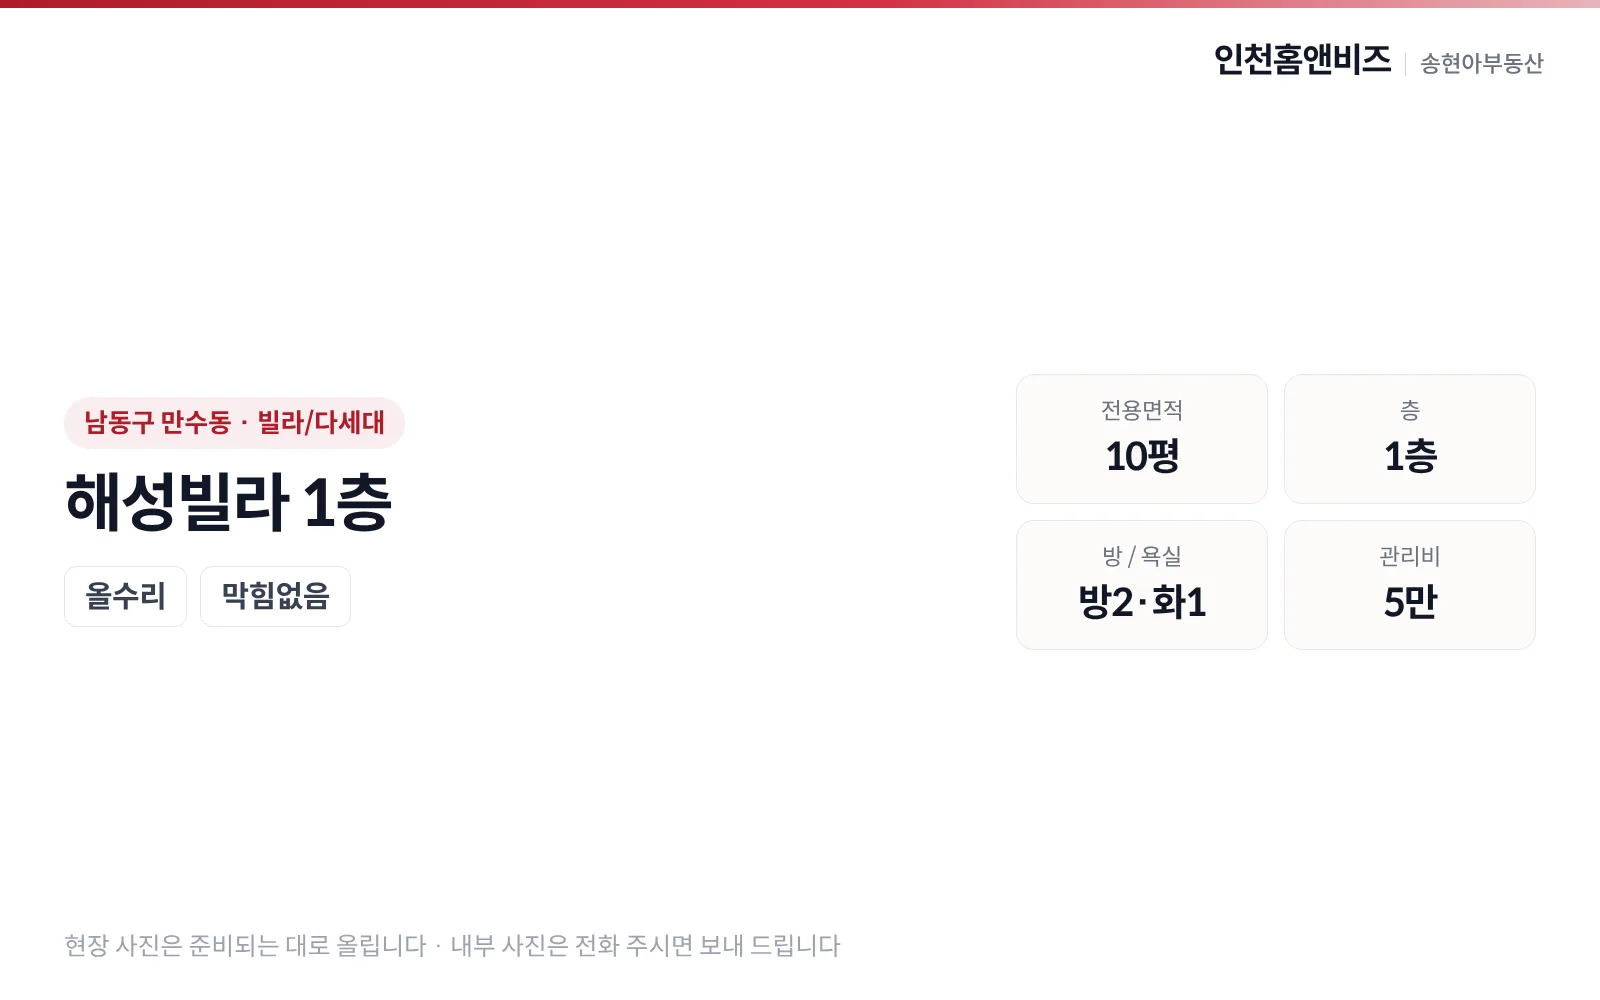 인천홈앤비즈 송현아부동산
남동구 만수동 · 빌라/다세대
해성빌라 1층
올수리 막힘없음
전용면적
10평
층
1층
방 / 욕실
방2·화1
관리비
5만
현장 사진은 준비되는 대로 올립니다 · 내부 사진은 전화 주시면 보내 드립니다